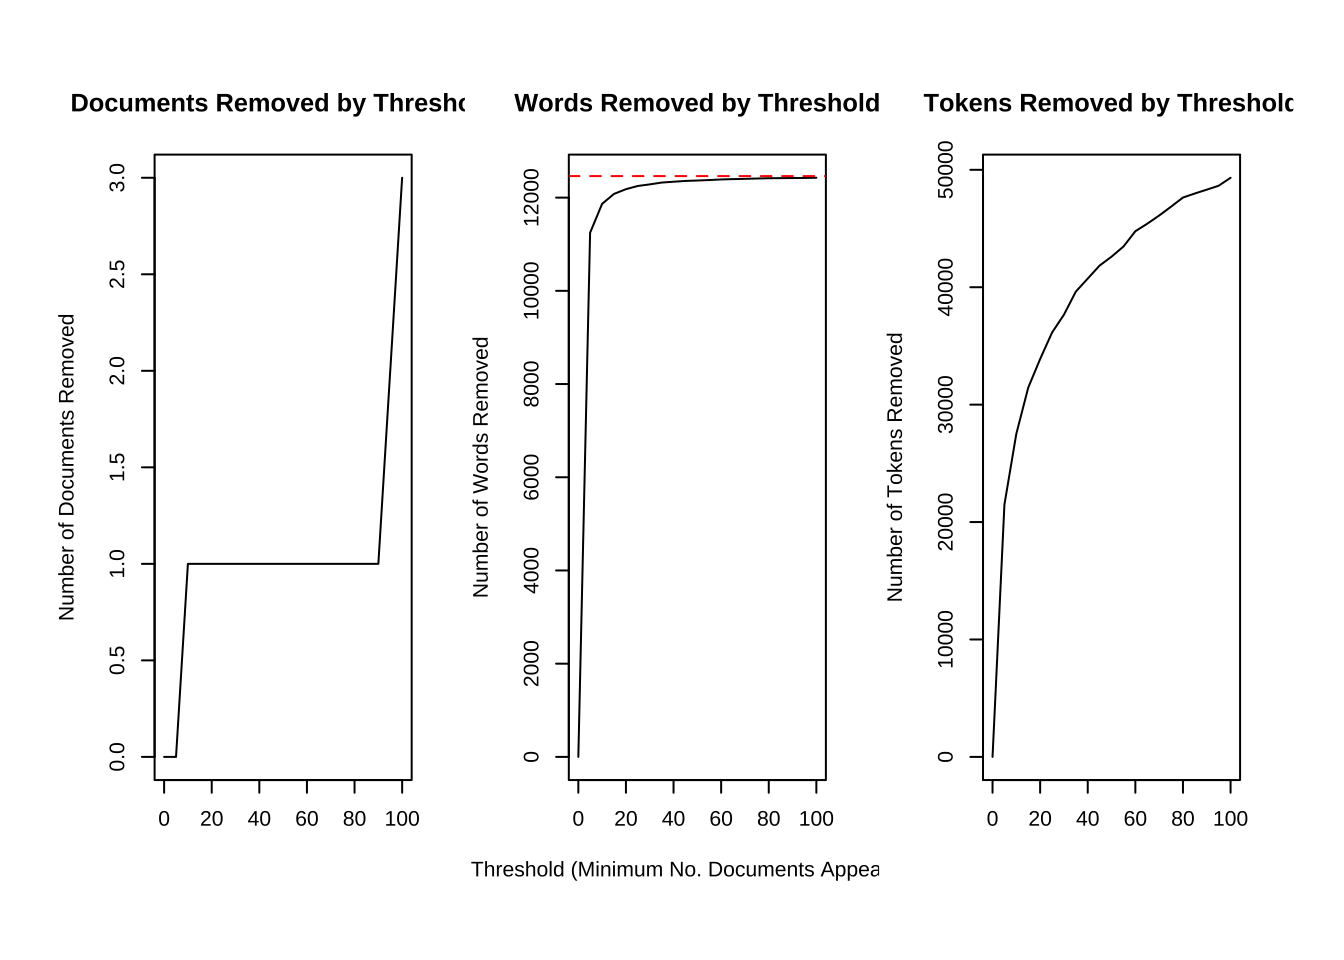 Documents Removed by Thresho
Number of Documents Removed
0.0
0.5
1.0
1.5
2.0
2.5
3.0
0 20 40 60 80 100
Words Removed by Threshold
Number of Words Removed
0
2000
4000
6000
8000
10000
12000
0 20 40 60 80 100
Threshold (Minimum No. Documents Appea
Tokens Removed by Threshold
Number of Tokens Removed
0
10000
20000
30000
40000
50000
0 20 40 60 80 100